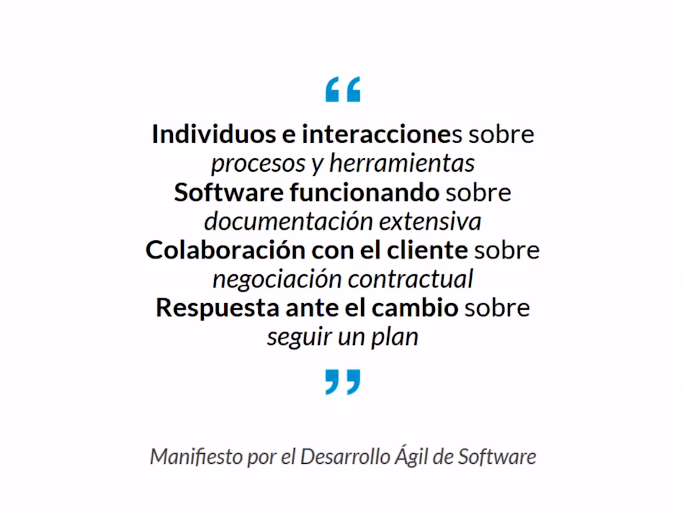 “
Individuos e interacciones sobre
procesos y herramientas
Software funcionando sobre
documentación extensiva
Colaboración con el cliente sobre
negociación contractual
Respuesta ante el cambio sobre
seguir un plan
”
Manifiesto por el Desarrollo Ágil de Software